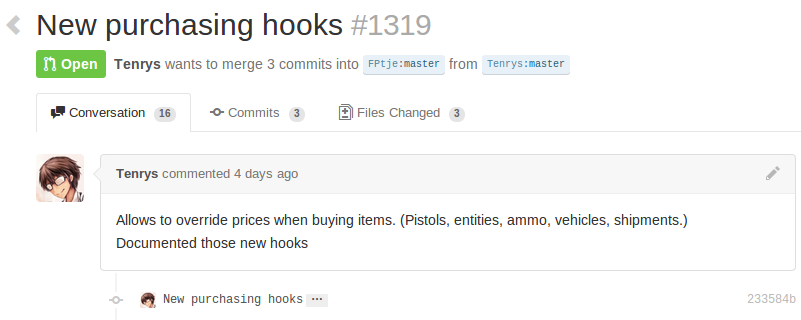 New purchasing hooks #1319
Open Tenrys wants to merge 3 commits into FPtje:master from Tenrys:master
Conversation 16 Commits 3 Files Changed 3
Tenrys commented 4 days ago
Allows to override prices when buying items. (Pistols, entities, ammo, vehicles, shipments.)
Documented those new hooks
New purchasing hooks ... 233584b